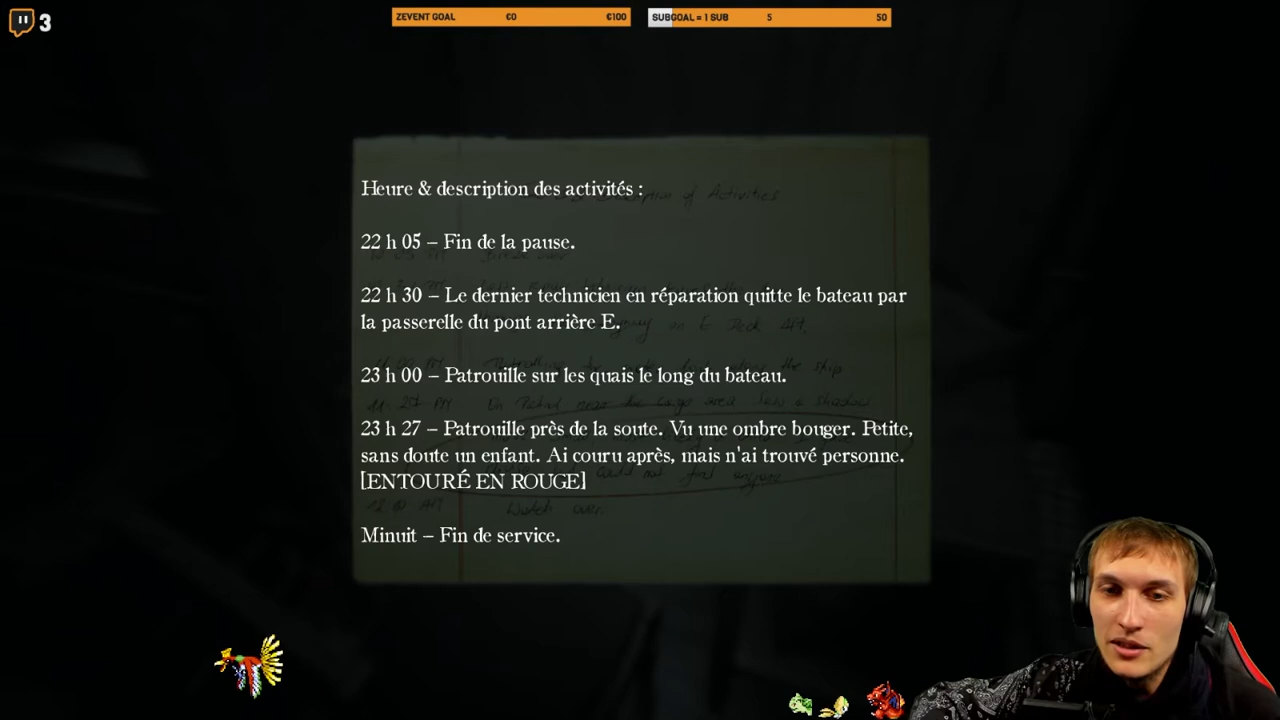 3
ZEVENT GOAL €0 €100
SUBGOAL = 1 SUB 5 50
Heure & description des activités :
22 h 05 – Fin de la pause.
22 h 30 – Le dernier technicien en réparation quitte le bateau par
la passerelle du pont arrière E.
23 h 00 – Patrouille sur les quais le long du bateau.
23 h 27 – Patrouille près de la soute. Vu une ombre bouger. Petite,
sans doute un enfant. Ai couru après, mais n'ai trouvé personne.
[ENTOURÉ EN ROUGE]
Minuit – Fin de service.